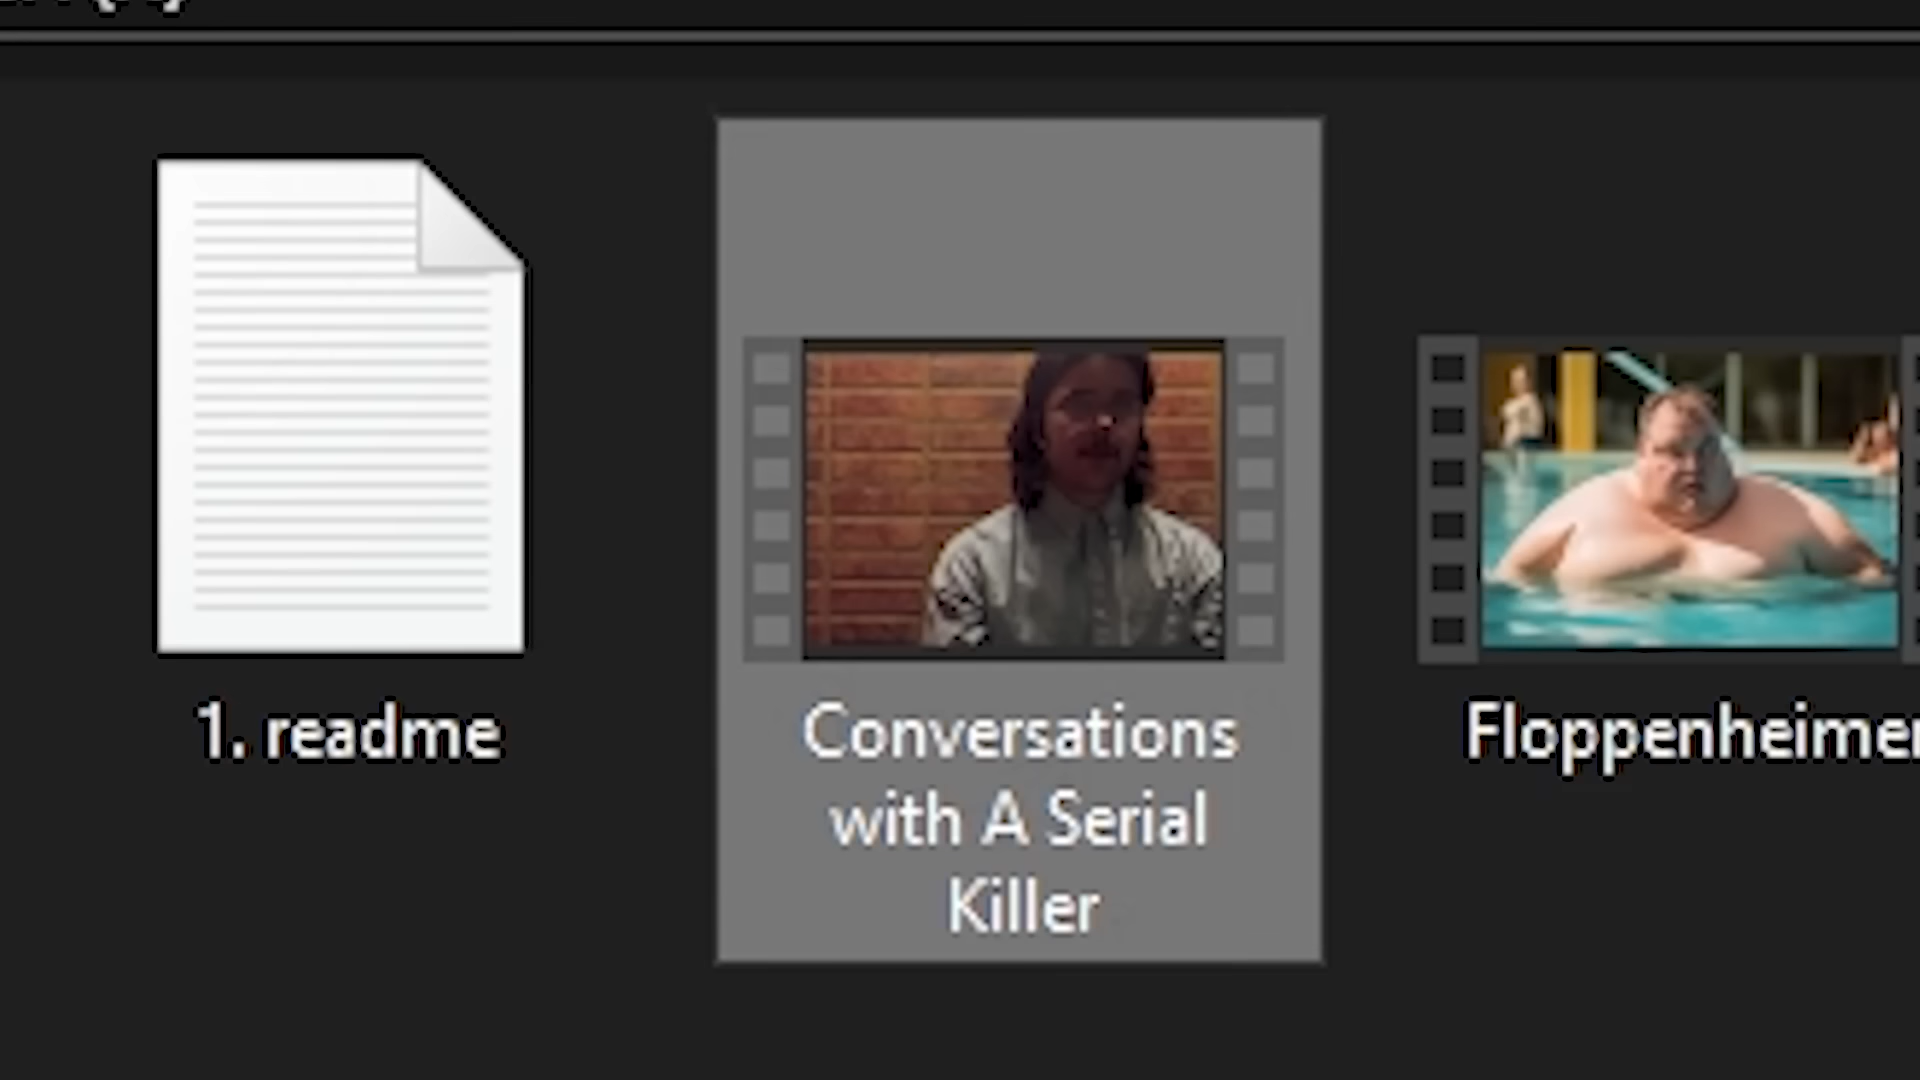 1. readme
Conversations
with A Serial
Killer
Floppenheimer